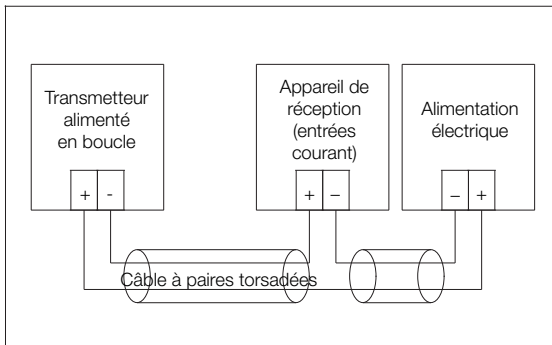 Transmetteur
alimenté
en boucle
Appareil de
réception
(entrées
courant)
Alimentation
électrique
+ -
+ –
– +
Câble à paires torsadées